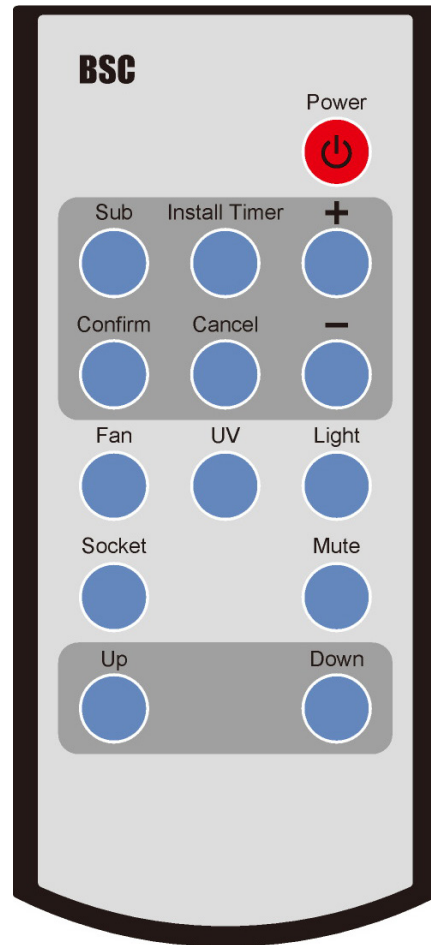 BSC
Power
Sub Install Timer +
Confirm Cancel −
Fan UV Light
Socket Mute
Up Down